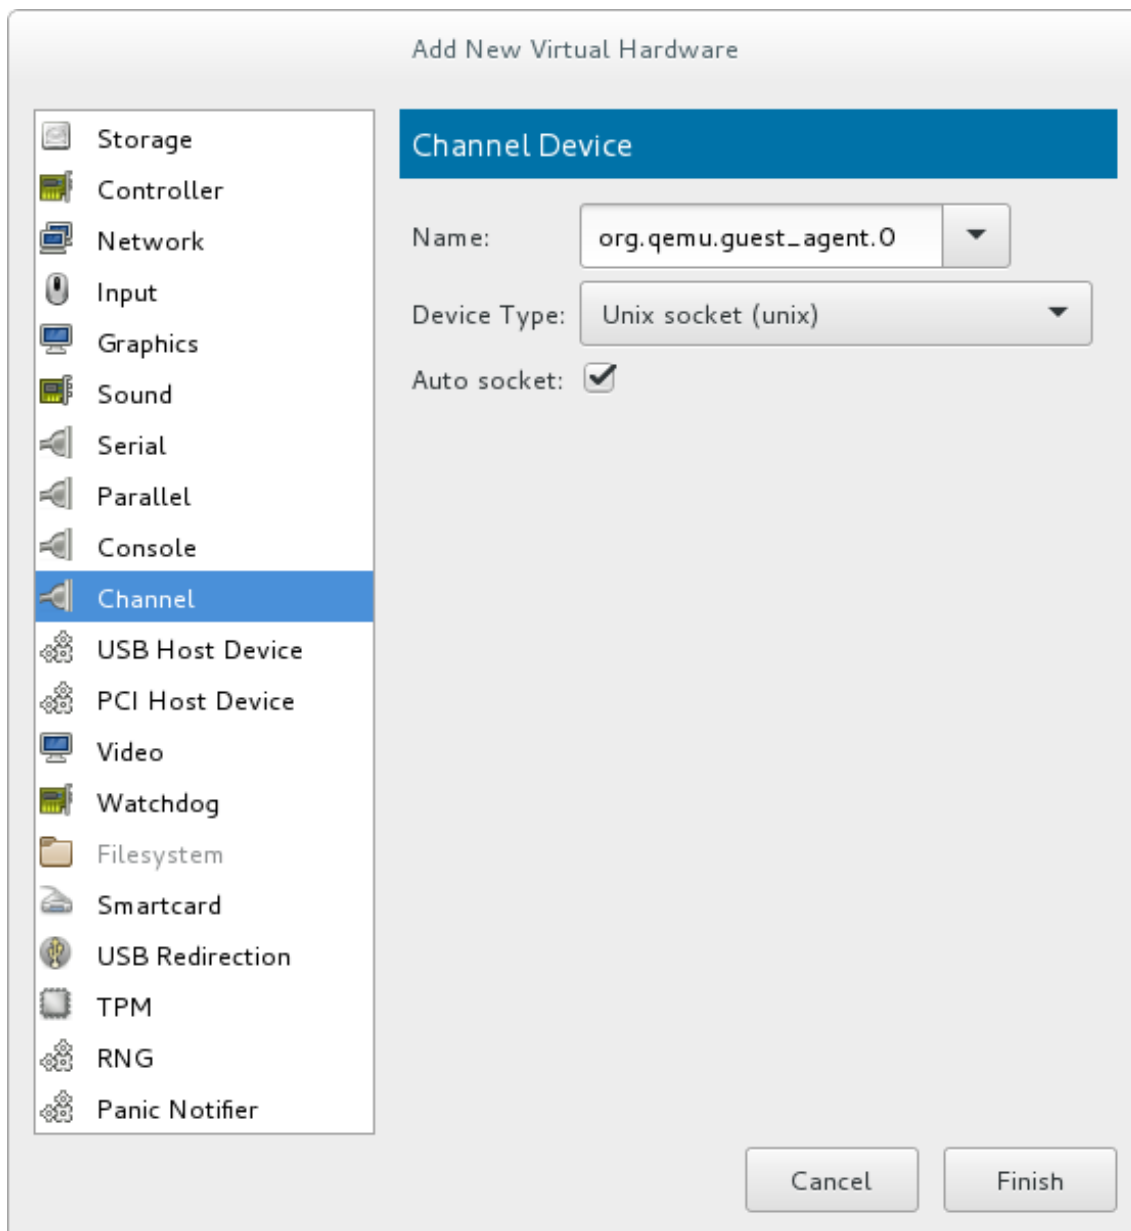 Add New Virtual Hardware
Storage
Controller
Network
Input
Graphics
Sound
Serial
Parallel
Console
Channel
USB Host Device
PCI Host Device
Video
Watchdog
Filesystem
Smartcard
USB Redirection
TPM
RNG
Panic Notifier
Channel Device
Name: org.qemu.guest_agent.0
Device Type: Unix socket (unix)
Auto socket:
Cancel Finish